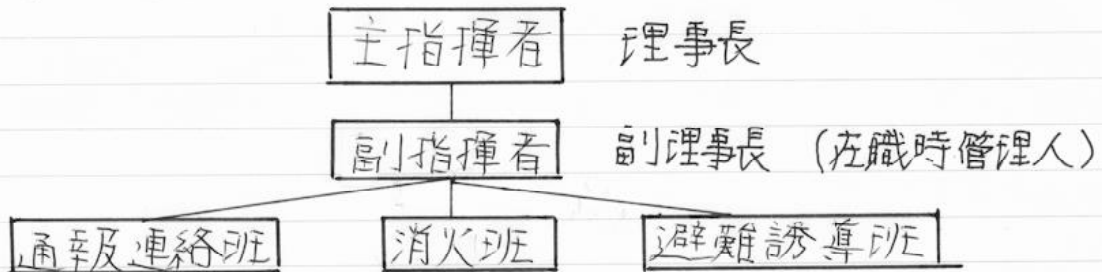 主指揮者 理事長
副指揮者 副理事長 (在職時管理人)
通報連絡班 消火班 避難誘導班